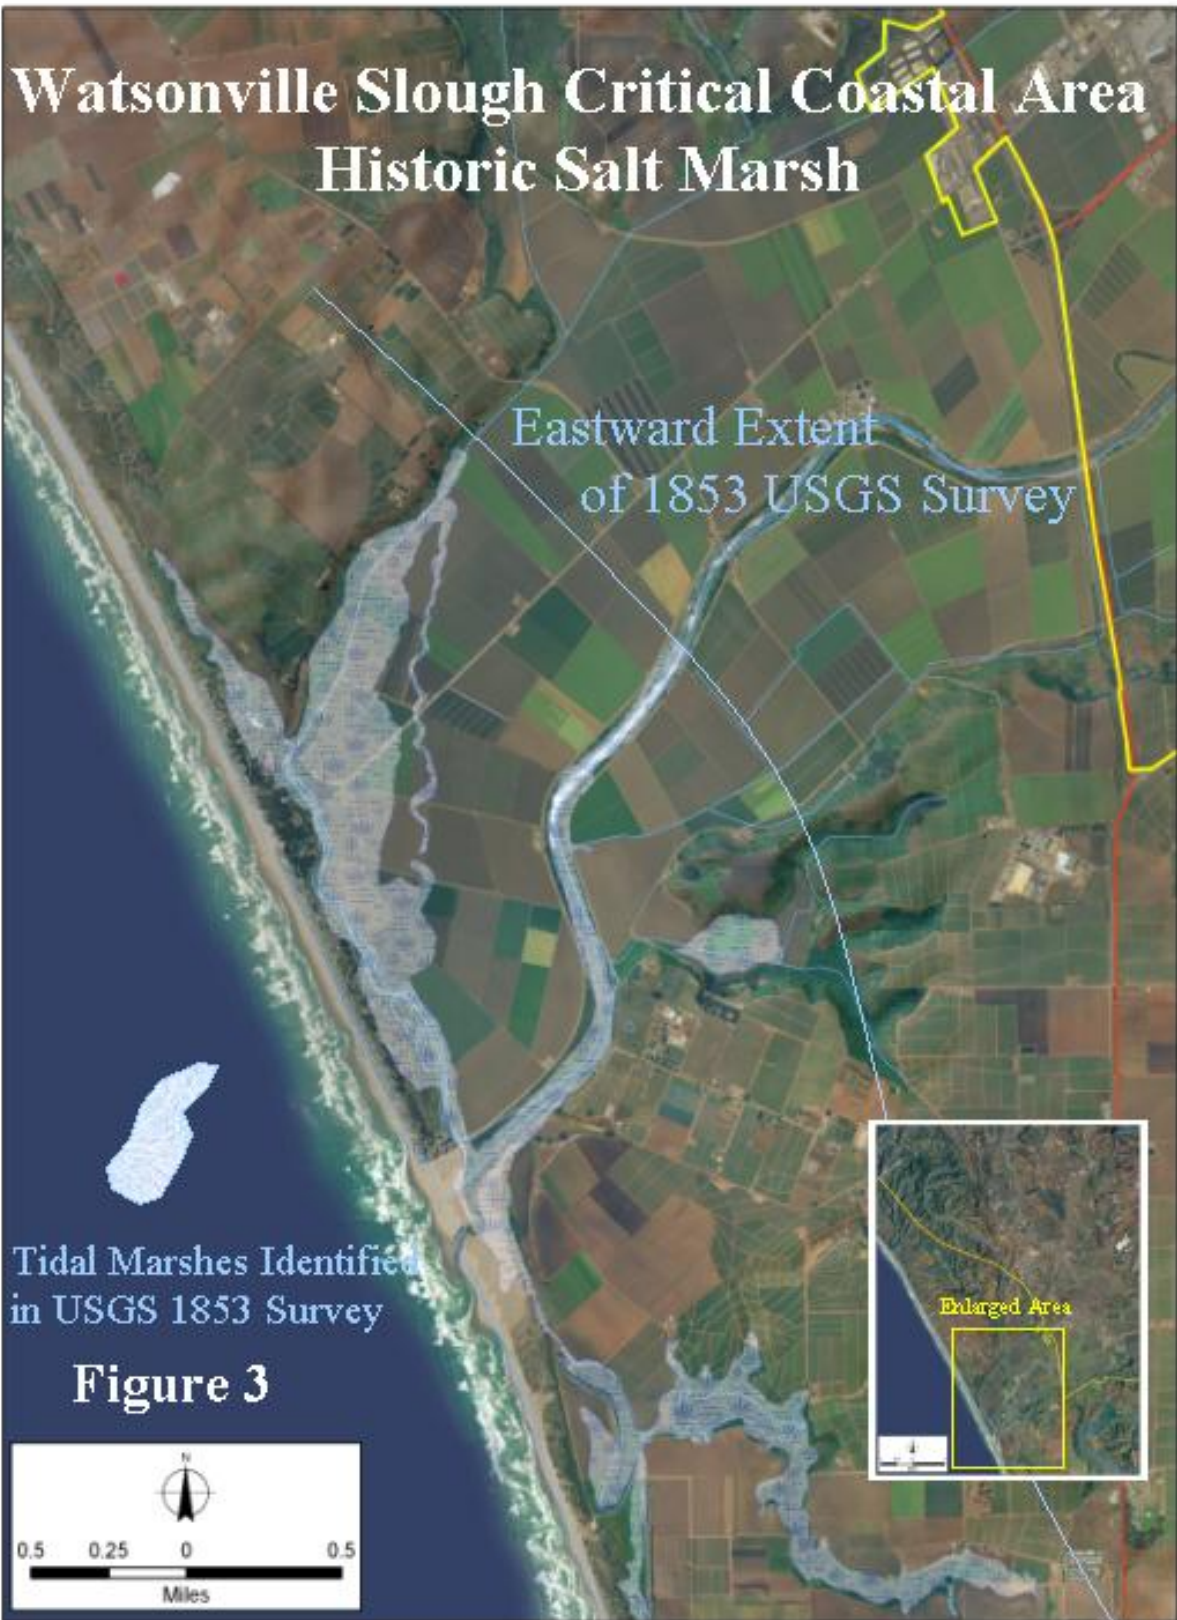 Watsonville Slough Critical Coastal Area
Historic Salt Marsh
Eastward Extent
of 1853 USGS Survey
Tidal Marshes Identified
in USGS 1853 Survey
Figure 3
N
0.5 0.25 0 0.5
Miles
Enlarged Area